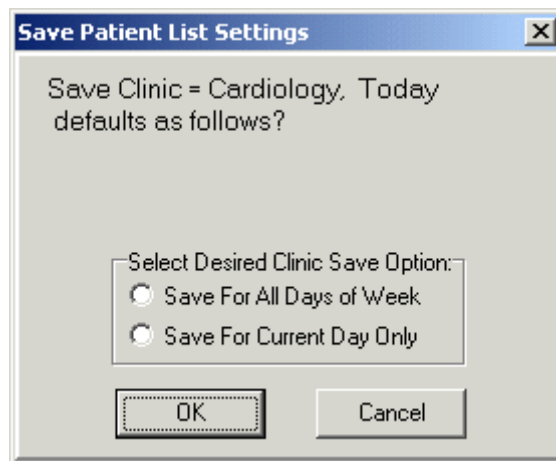 Save Patient List Settings
Save Clinic = Cardiology,  Today
defaults as follows?
Select Desired Clinic Save Option:
Save For All Days of Week
Save For Current Day Only
OK
Cancel